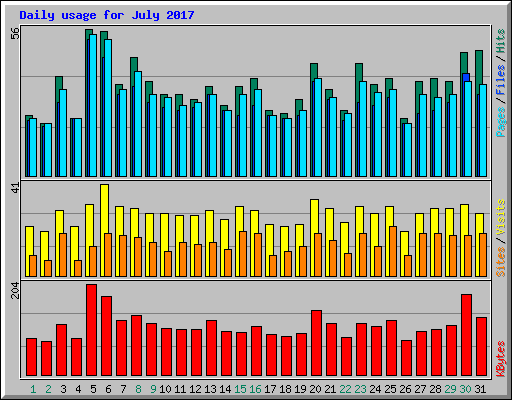 Daily usage for July 2017
56
Pages / Files / Hits
41
Sites / Visits
204
KBytes
1 2 3 4 5 6 7 8 9 10 11 12 13 14 15 16 17 18 19 20 21 22 23 24 25 26 27 28 29 30 31